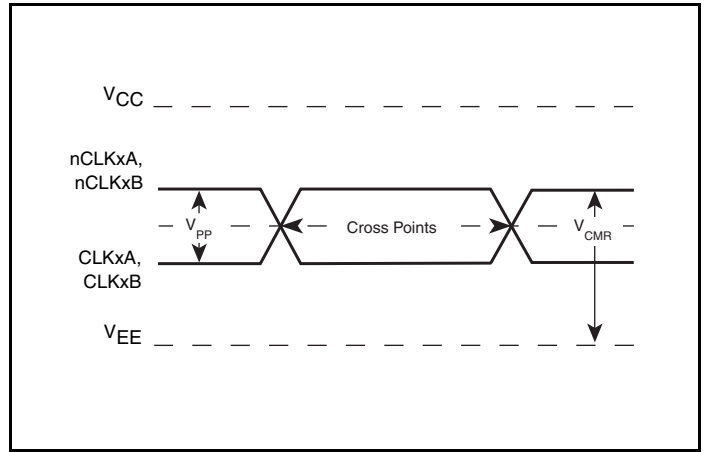 VCC
nCLKxA,
nCLKxB
VPP
Cross Points
VCMR
CLKxA,
CLKxB
VEE